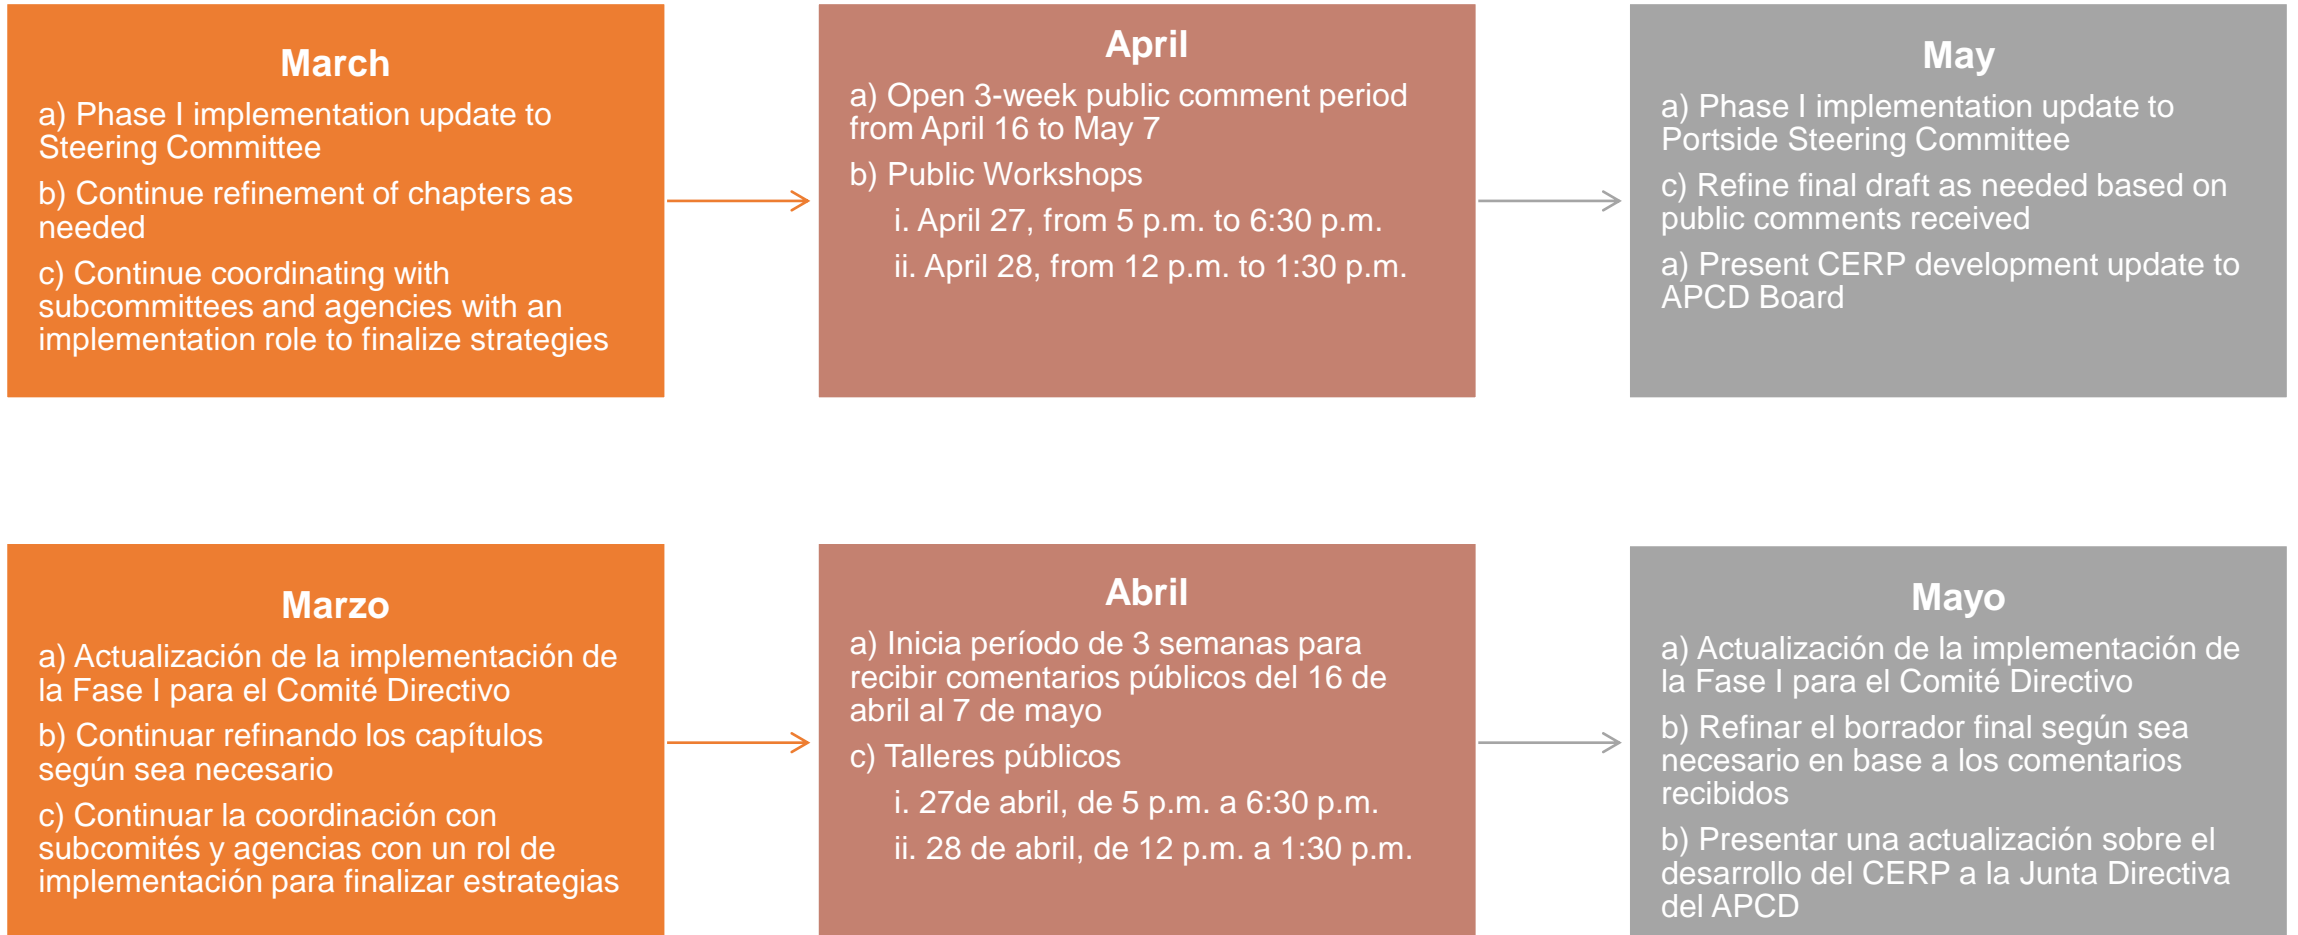 March
a) Phase I implementation update to
Steering Committee
b) Continue refinement of chapters as
needed
c) Continue coordinating with
subcommittees and agencies with an
implementation role to finalize strategies
April
a) Open 3-week public comment period
from April 16 to May 7
b) Public Workshops
i. April 27, from 5 p.m. to 6:30 p.m.
ii. April 28, from 12 p.m. to 1:30 p.m.
May
a) Phase I implementation update to
Portside Steering Committee
c) Refine final draft as needed based on
public comments received
a) Present CERP development update to
APCD Board
Marzo
a) Actualización de la implementación de
la Fase I para el Comité Directivo
b) Continuar refinando los capítulos
según sea necesario
c) Continuar la coordinación con
subcomités y agencias con un rol de
implementación para finalizar estrategias
Abril
a) Inicia período de 3 semanas para
recibir comentarios públicos del 16 de
abril al 7 de mayo
c) Talleres públicos
i. 27de abril, de 5 p.m. a 6:30 p.m.
ii. 28 de abril, de 12 p.m. a 1:30 p.m.
Mayo
a) Actualización de la implementación de
la Fase I para el Comité Directivo
b) Refinar el borrador final según sea
necesario en base a los comentarios
recibidos
b) Presentar una actualización sobre el
desarrollo del CERP a la Junta Directiva
del APCD